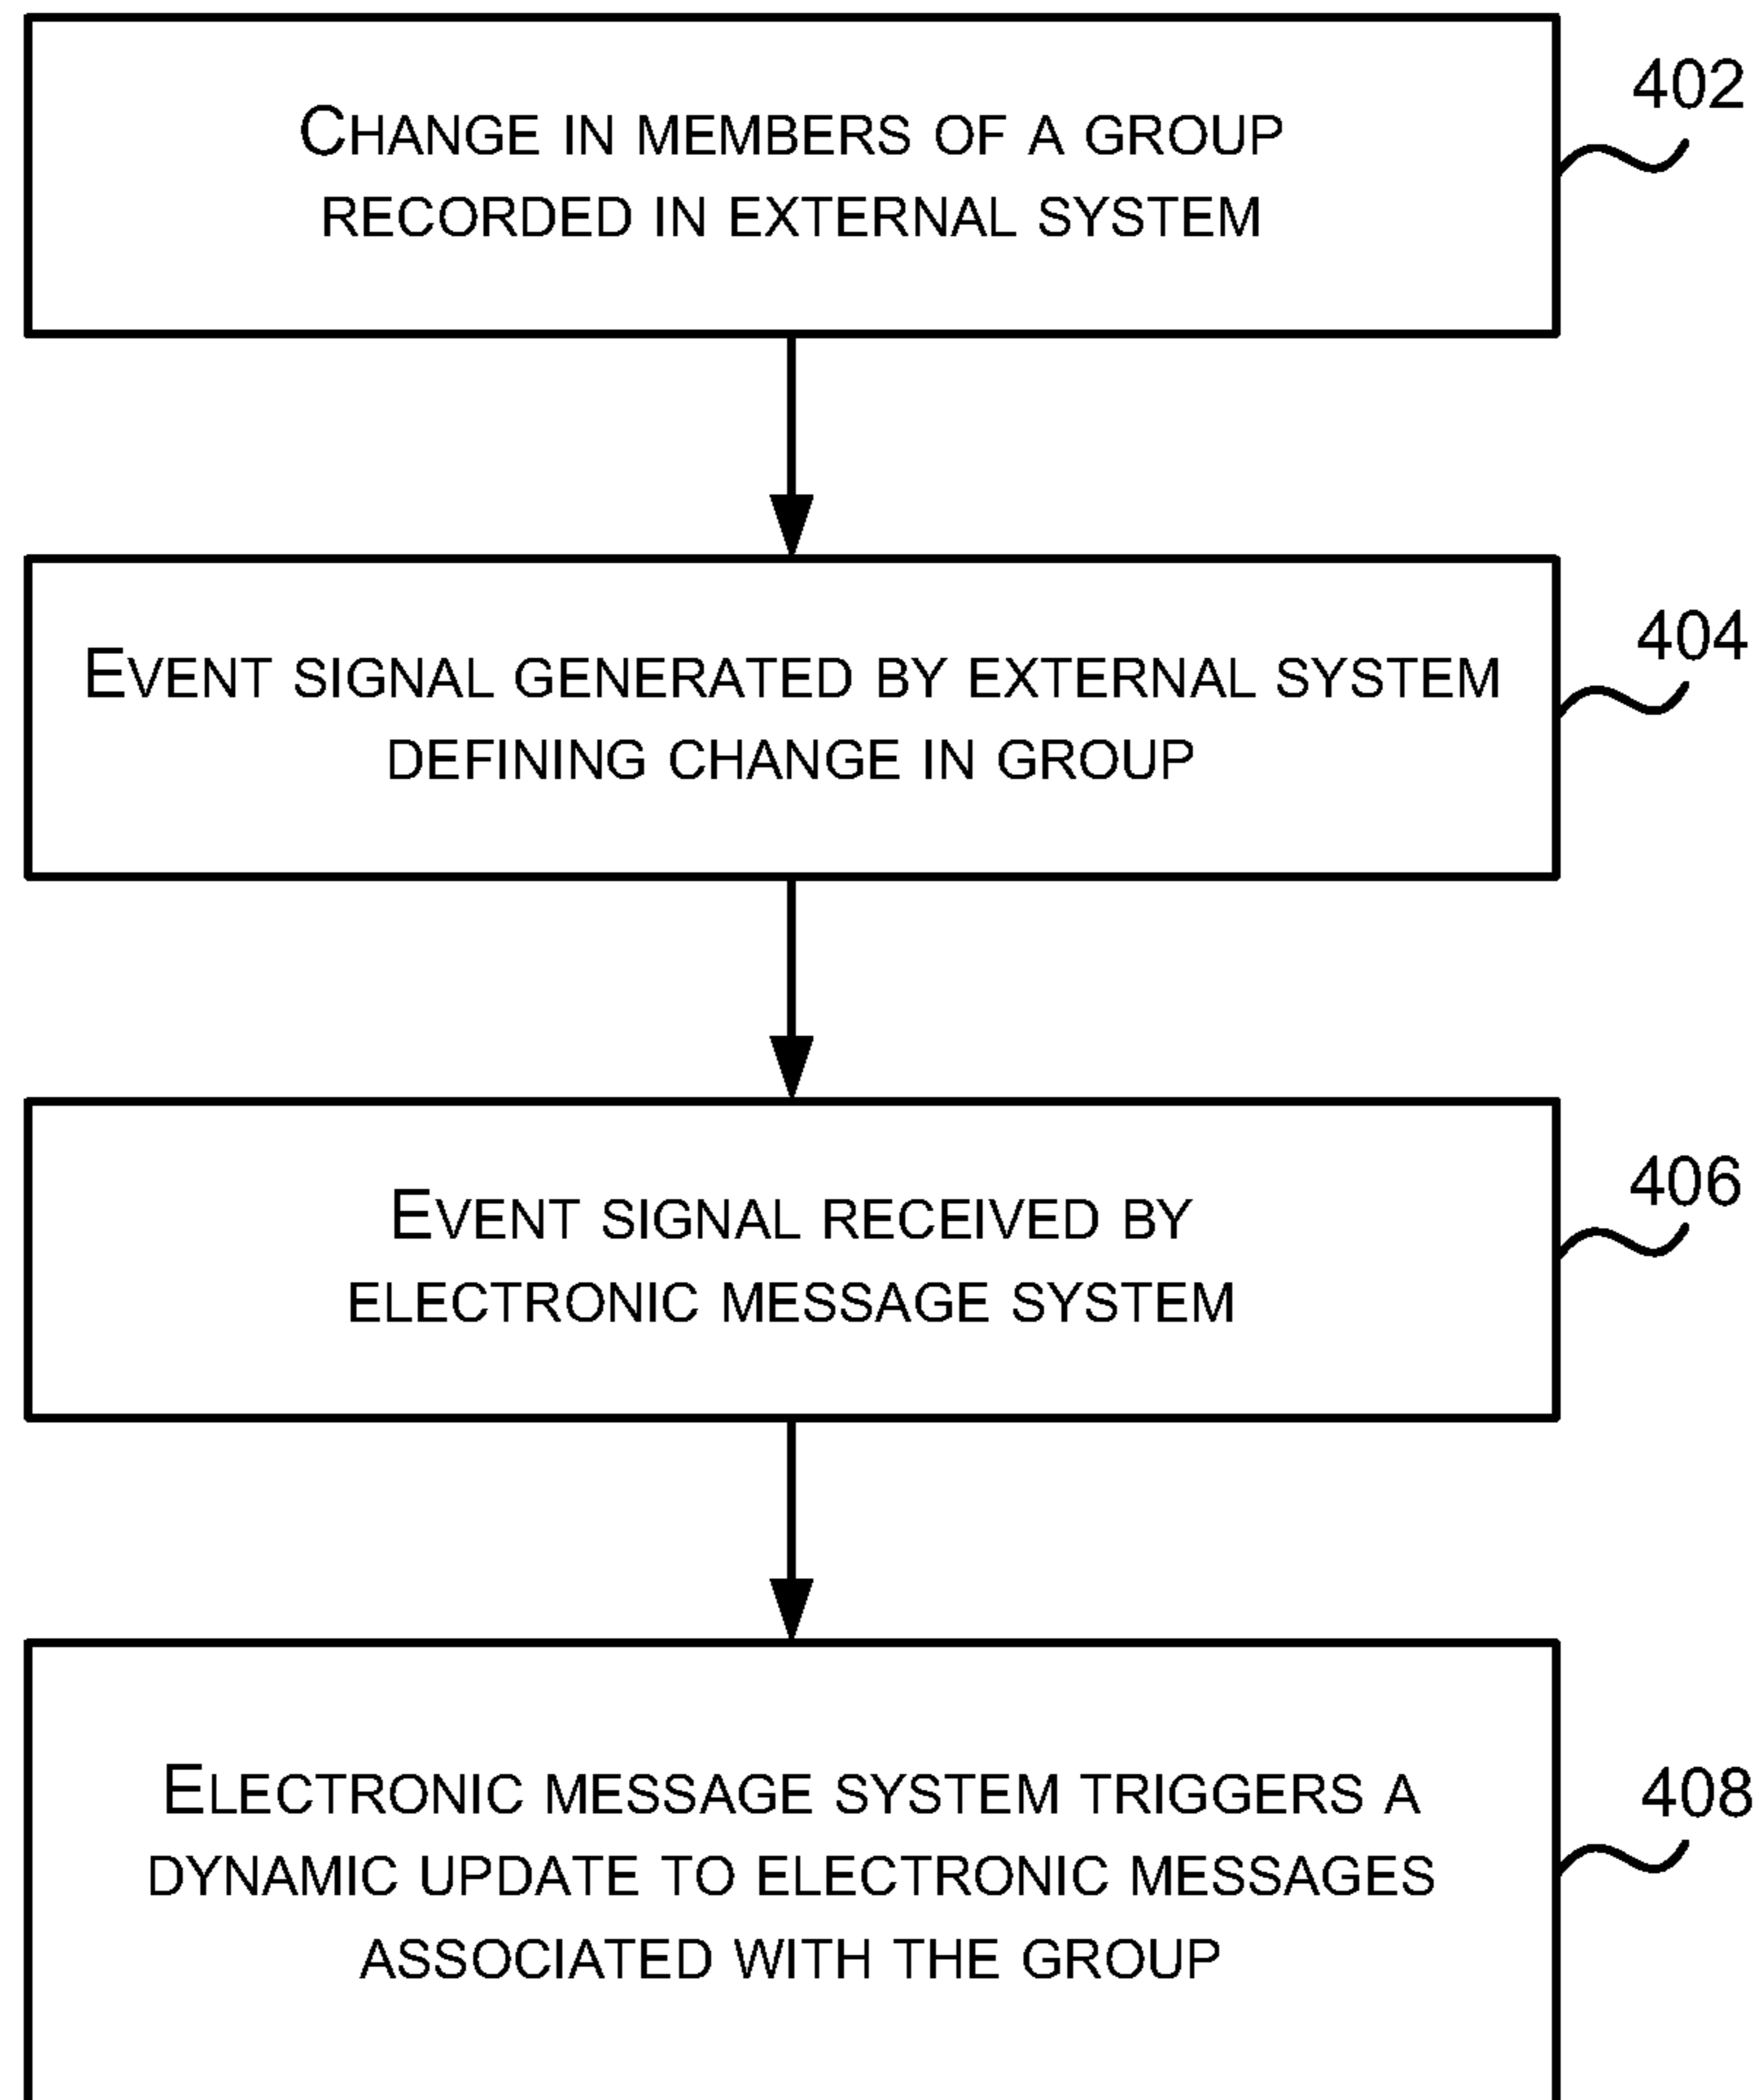 CHANGE IN MEMBERS OF A GROUP
RECORDED IN EXTERNAL SYSTEM
402
EVENT SIGNAL GENERATED BY EXTERNAL SYSTEM
DEFINING CHANGE IN GROUP
404
EVENT SIGNAL RECEIVED BY
ELECTRONIC MESSAGE SYSTEM
406
ELECTRONIC MESSAGE SYSTEM TRIGGERS A
DYNAMIC UPDATE TO ELECTRONIC MESSAGES
ASSOCIATED WITH THE GROUP
408